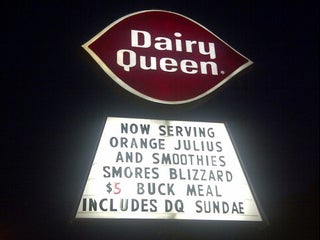 Dairy
Queen®
NOW SERVING
ORANGE JULIUS
AND SMOOTHIES
SMORES BLIZZARD
$5 BUCK MEAL
INCLUDES DQ SUNDAE